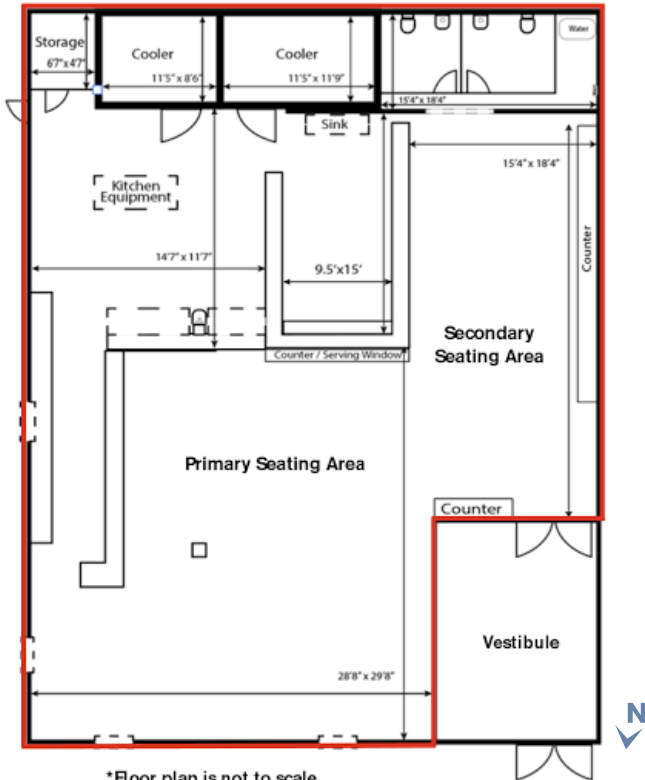 Storage
6'7"x4'7"
Cooler
11'5" x 8'6"
Cooler
11'5" x 11'9"
Water
15'4"x 18'4"
Sink
15'4"x 18'4"
Kitchen
Equipment
Counter
14'7" x 11'7"
9.5'x15'
Secondary
Seating Area
Counter / Serving Window
Primary Seating Area
Counter
Vestibule
28'8" x 29'8"
N
*Floor plan is not to scale